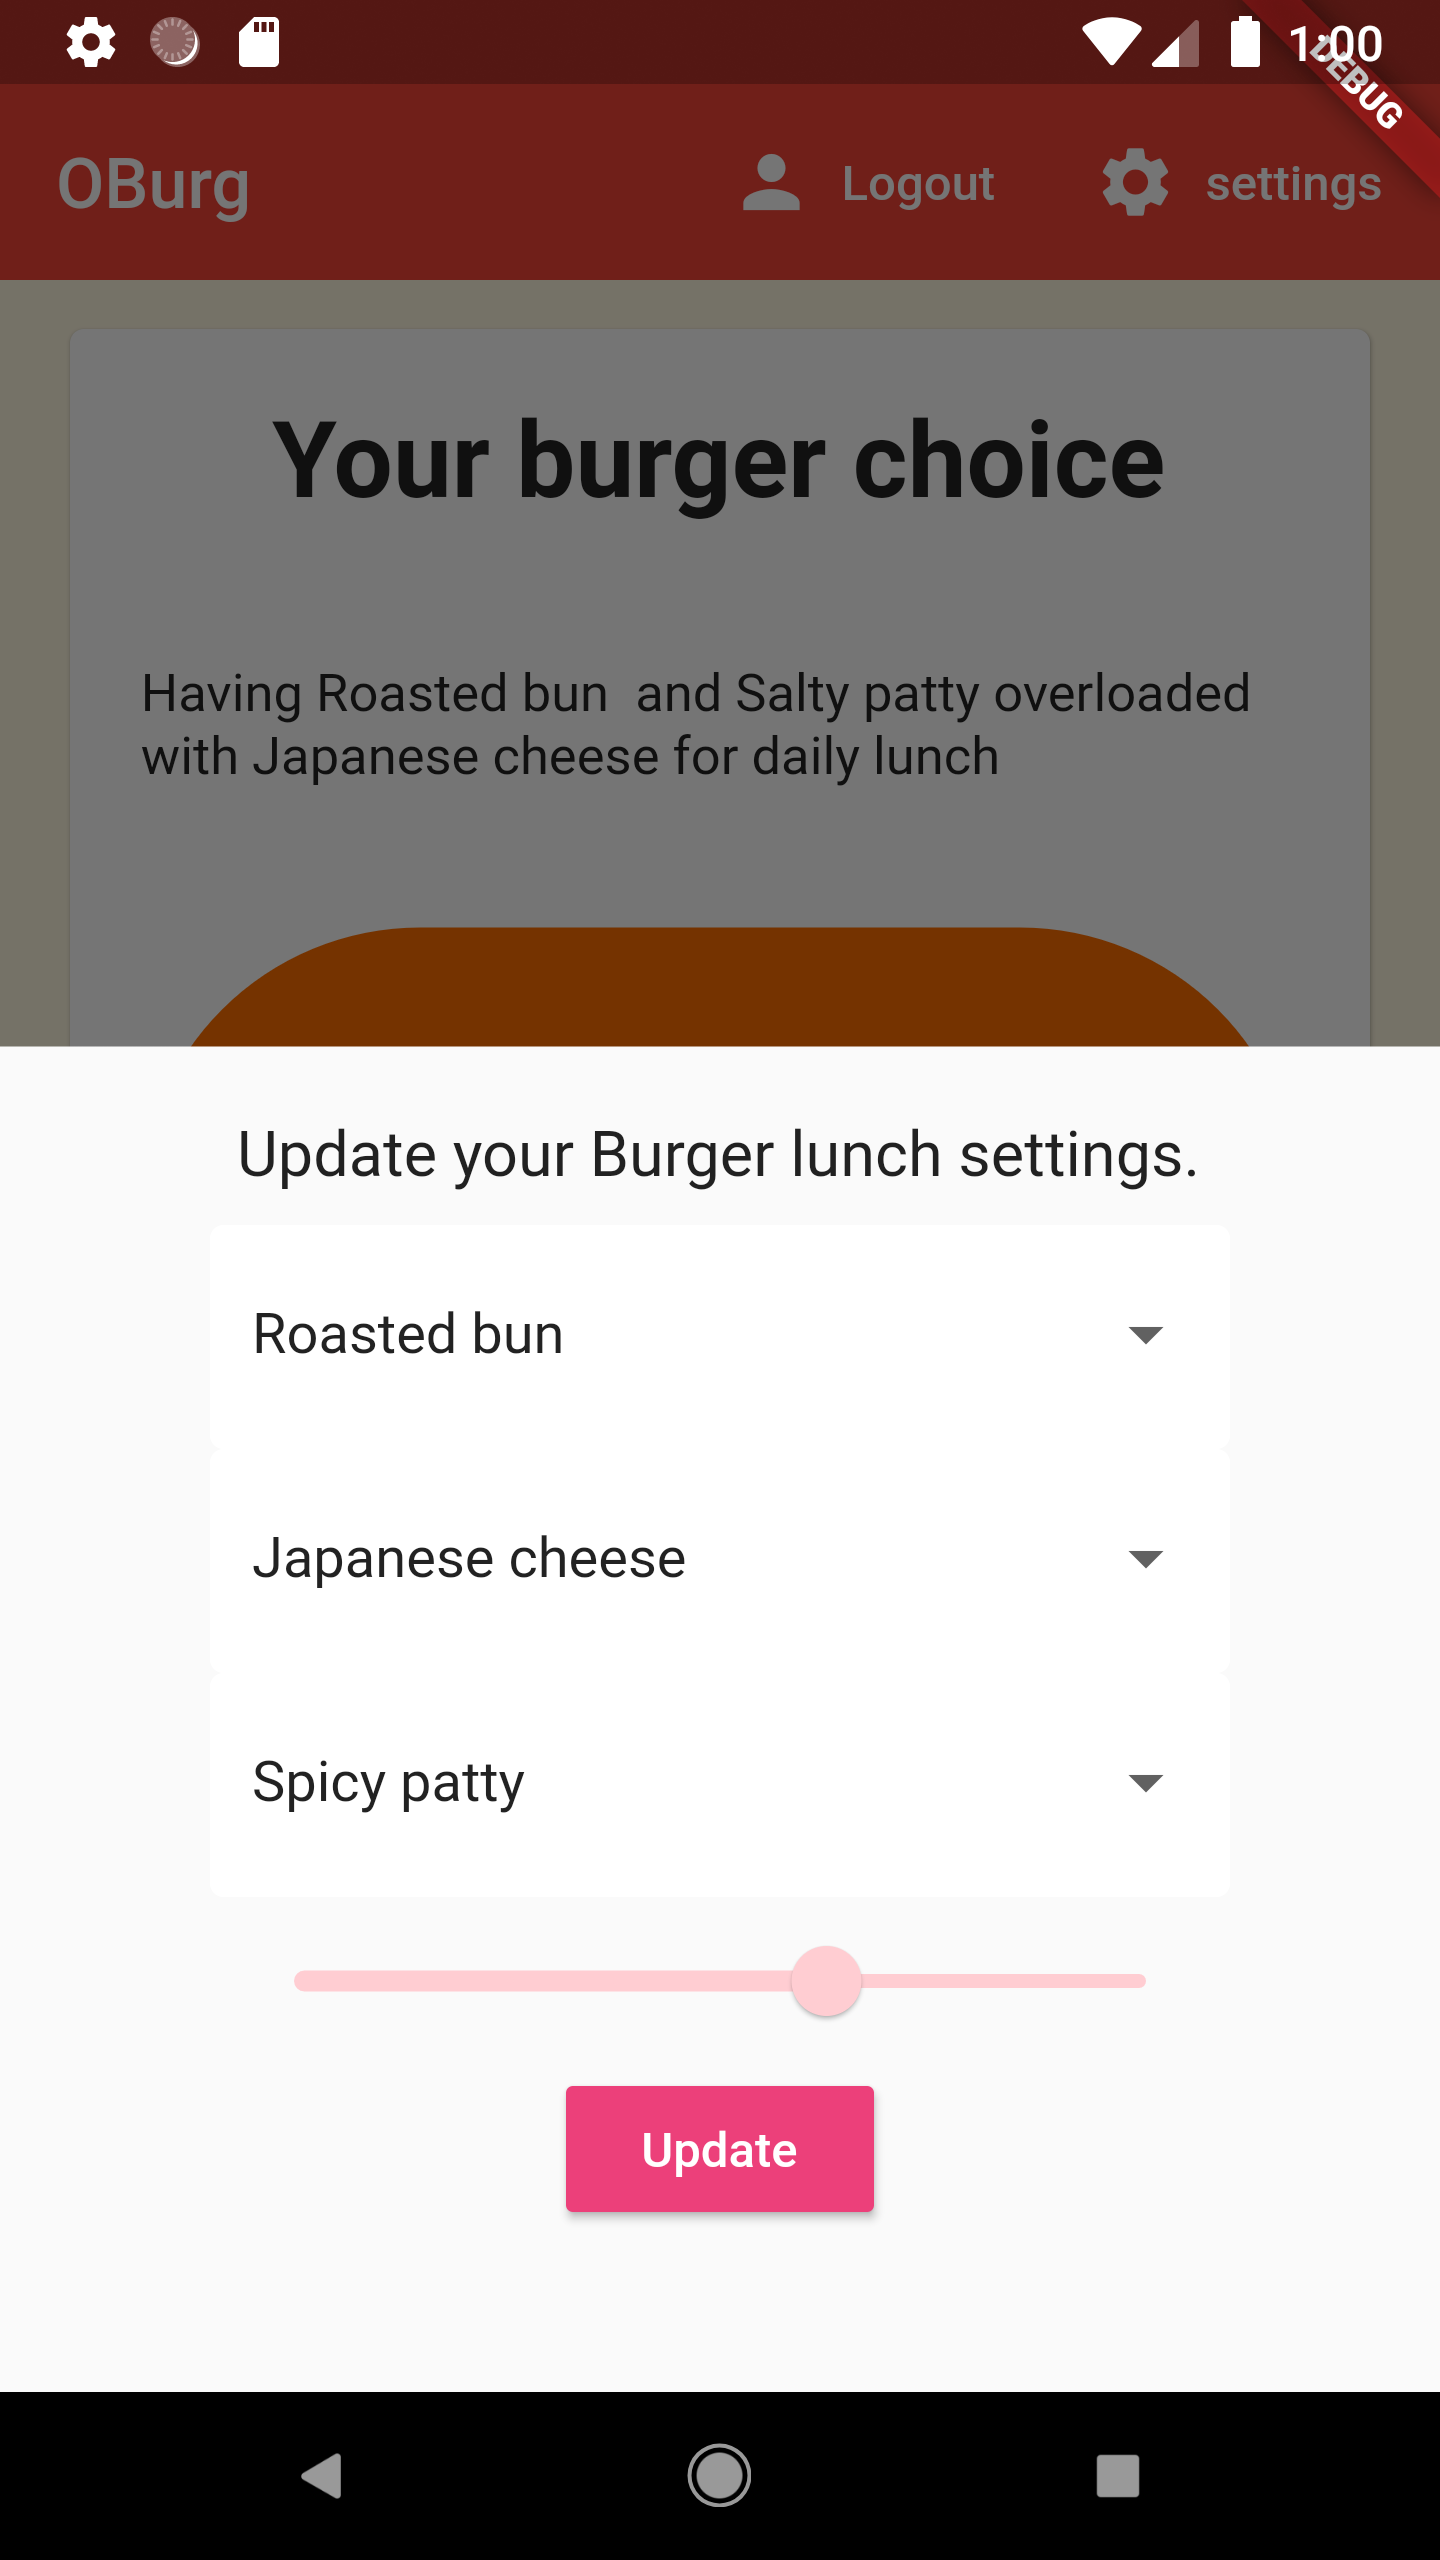 1:00
DEBUG
OBurg
Logout
settings
Your burger choice
Having Roasted bun  and Salty patty overloaded
with Japanese cheese for daily lunch
Update your Burger lunch settings.
Roasted bun
Japanese cheese
Spicy patty
Update